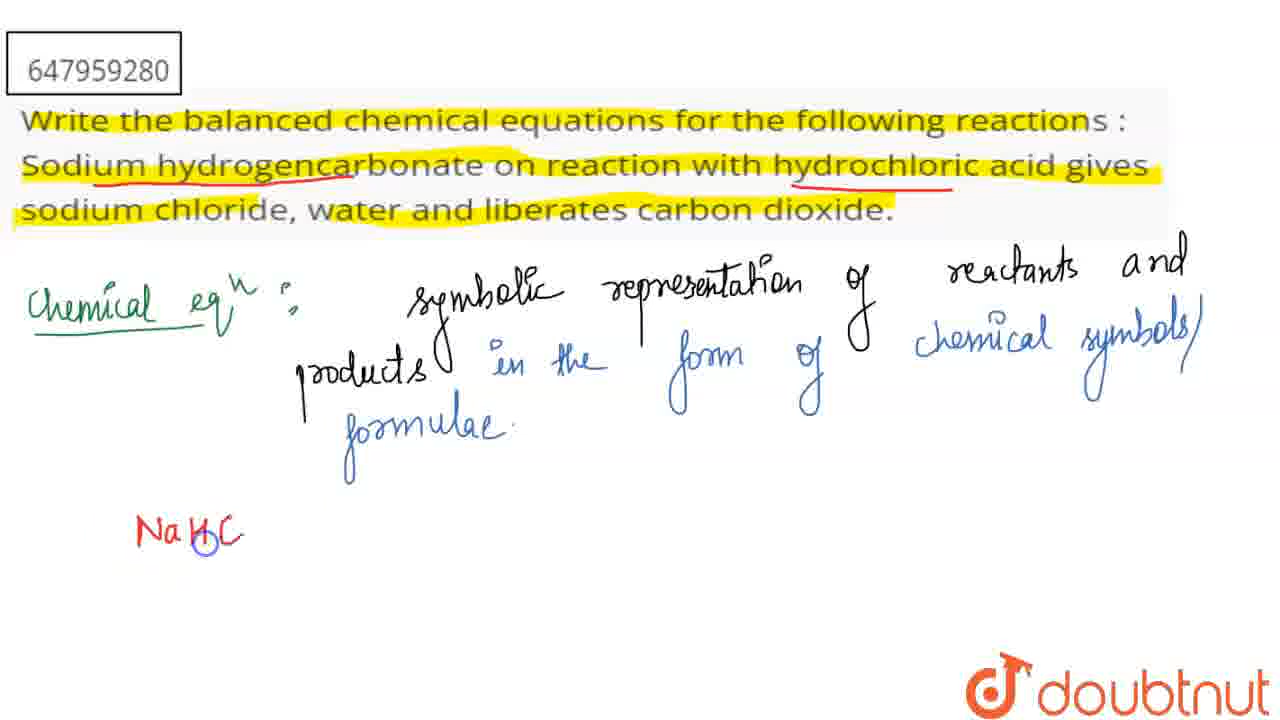 647959280
Write the balanced chemical equations for the following reactions :
Sodium hydrogencarbonate on reaction with hydrochloric acid gives
sodium chloride, water and liberates carbon dioxide.
Chemical eqⁿ : symbolic representation of reactants and
products in the form of chemical symbols/
formulae.
NaHC
doubtnut